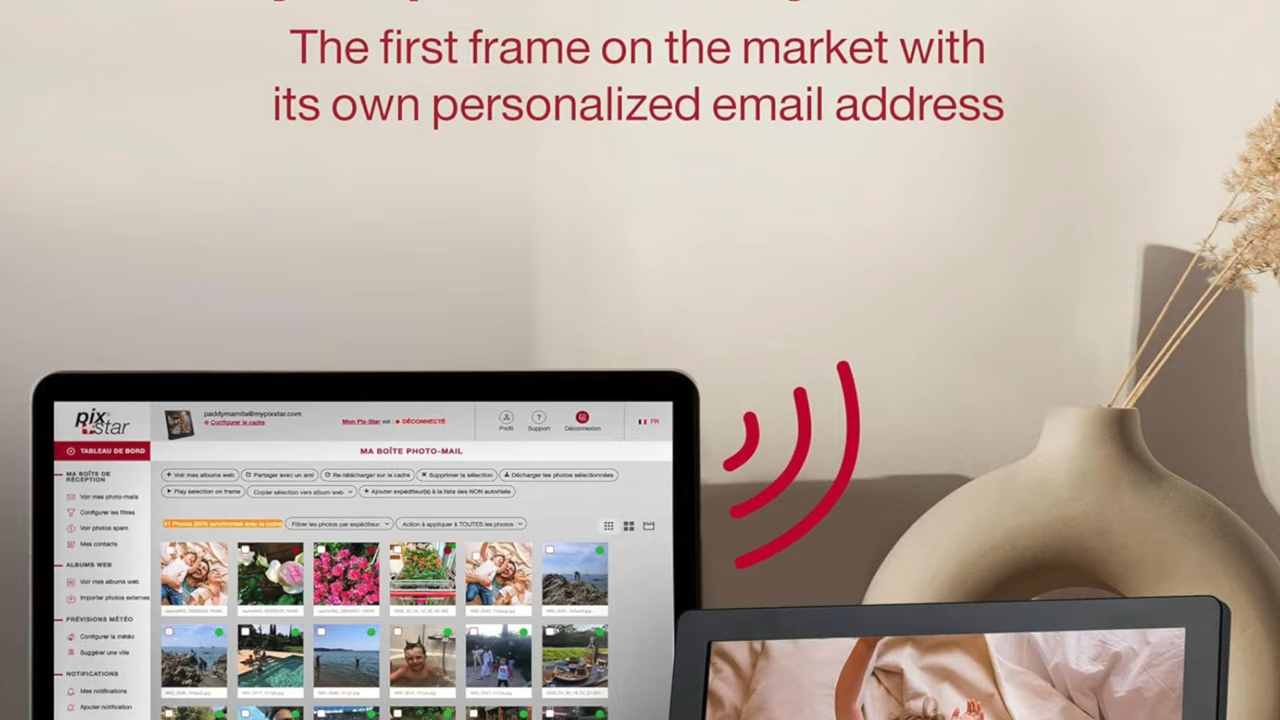 The first frame on the market with
its own personalized email address
pix
star
paddymamita@mypixstar.com
Configurer le cadre
Mon Pix-Star est : DÉCONNECTÉ
Profil
Support
Déconnexion
FR
TABLEAU DE BORD
MA BOÎTE PHOTO-MAIL
MA BOÎTE DE
RÉCEPTION
Voir mes photo-mails
Configurer les filtres
Voir photos spam
Mes contacts
ALBUMS WEB
Voir mes albums web
Importer photos externes
PRÉVISIONS MÉTÉO
Configurer la météo
Suggérer une ville
NOTIFICATIONS
Mes notifications
Ajouter notification
+ Voir mes albums web
Partager avec un ami
Re-télécharger sur le cadre
Supprimer la sélection
Décharger les photos sélectionnées
Play selection on frame
Copier sélection vers album web
+ Ajouter expéditeur(s) à la liste des NON autorisés
Filtrer les photos par expéditeur:
Action à appliquer à TOUTES les photos